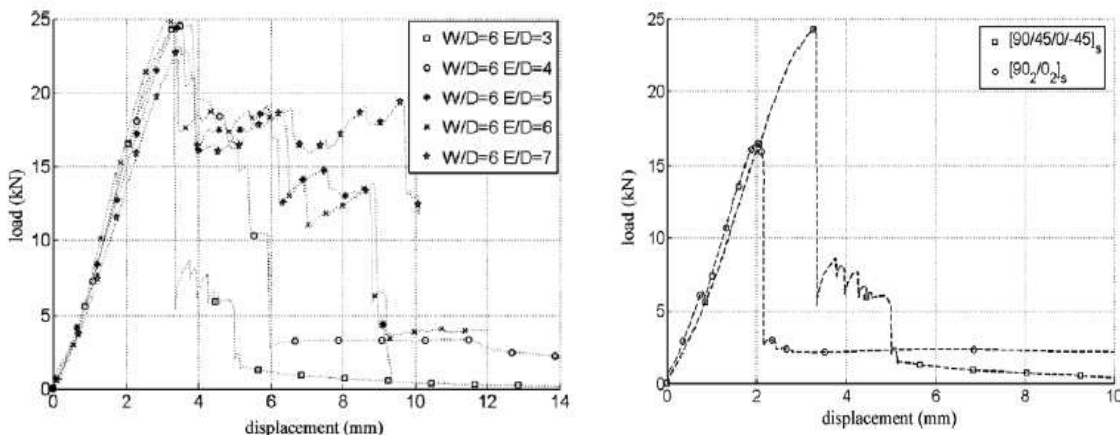 25
20
15
10
5
0
load (kN)
0 2 4 6 8 10 12 14
displacement (mm)
W/D=6 E/D=3
W/D=6 E/D=4
W/D=6 E/D=5
W/D=6 E/D=6
W/D=6 E/D=7
25
20
15
10
5
0
load (kN)
0 2 4 6 8 10
displacement (mm)
[90/45/0/-45]s
[90₂/0₂]s